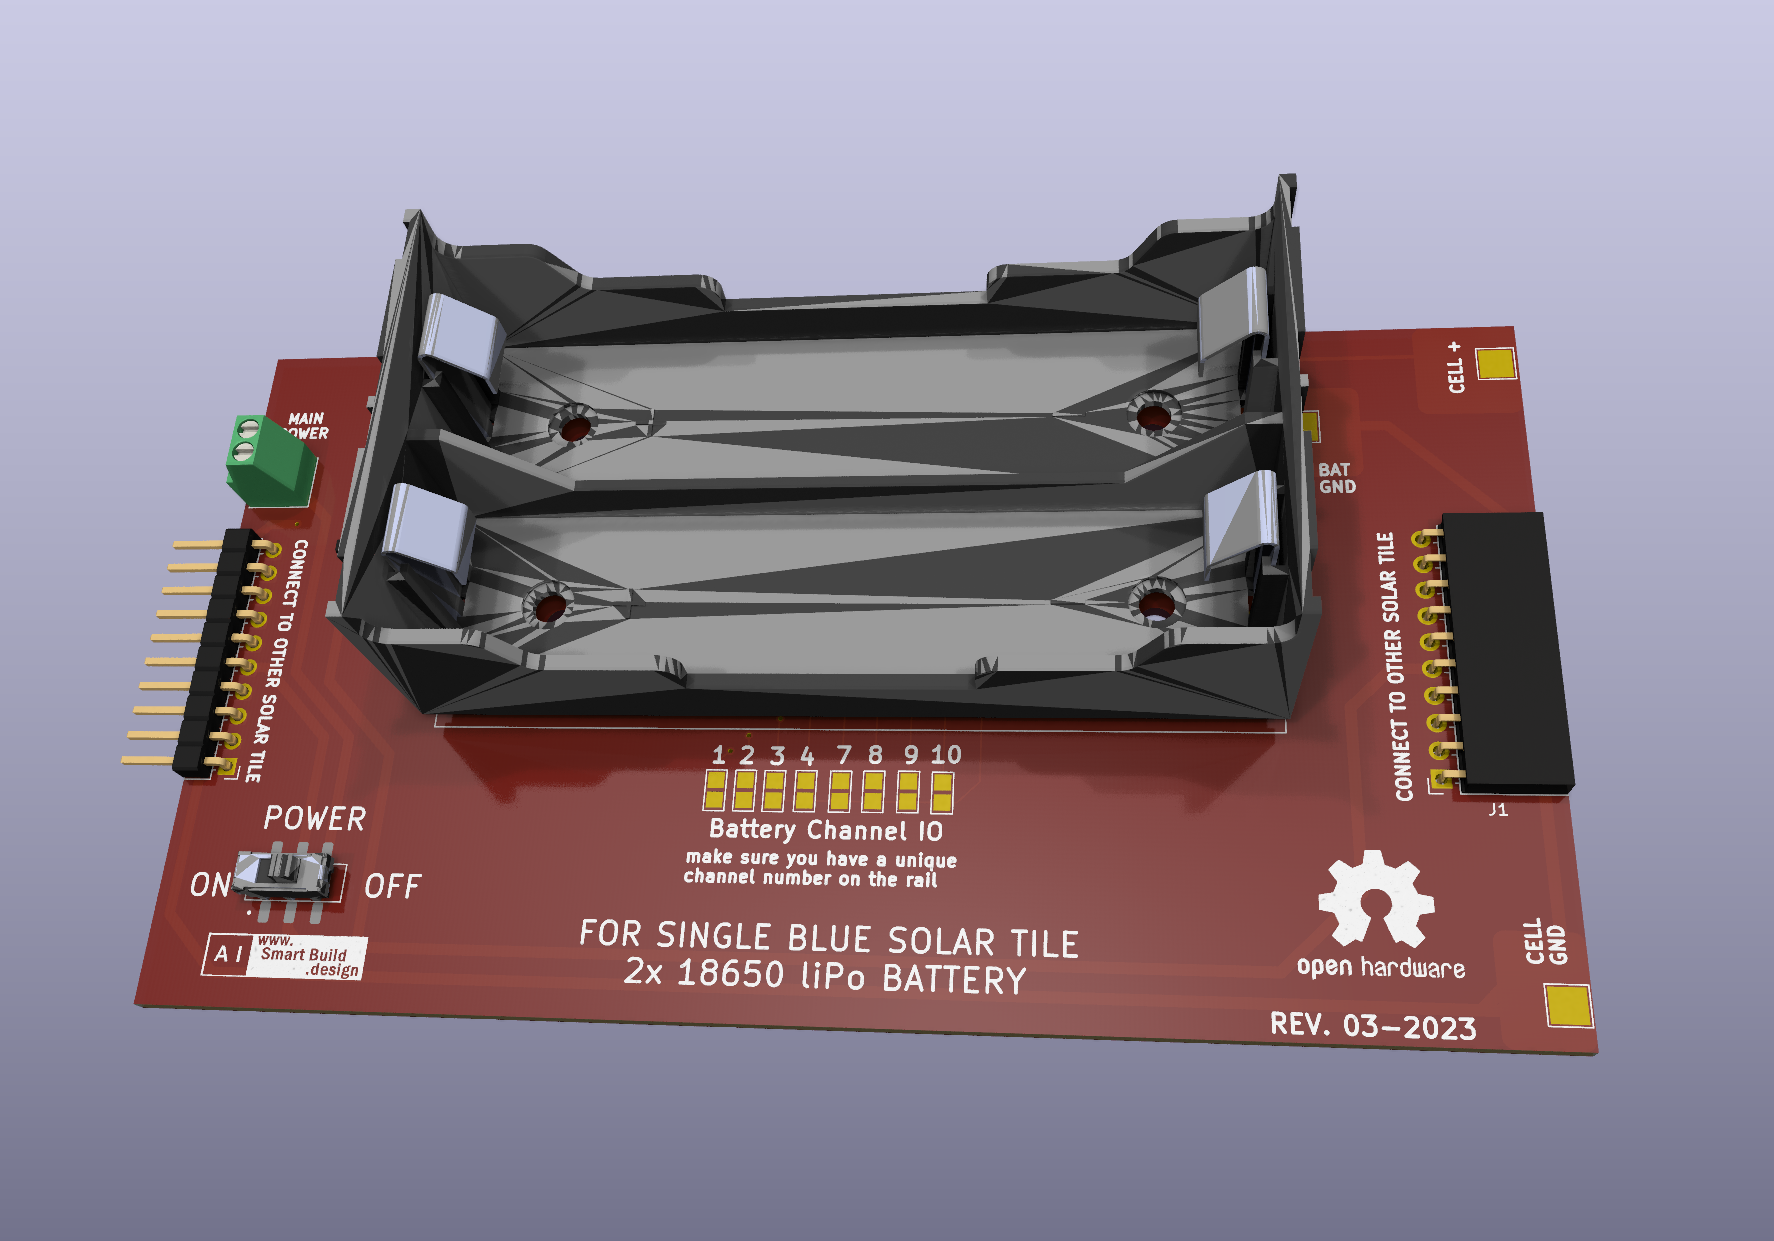 CELL +
MAIN
POWER
BAT
GND
CONNECT TO OTHER SOLAR TILE
CONNECT TO OTHER SOLAR TILE
1 2 3 4 7 8 9 10
Battery Channel IO
make sure you have a unique
channel number on the rail
J1
POWER
ON OFF
AI
www.
Smart Build
.design
FOR SINGLE BLUE SOLAR TILE
2x 18650 liPo BATTERY
open hardware
CELL
GND
REV. 03-2023